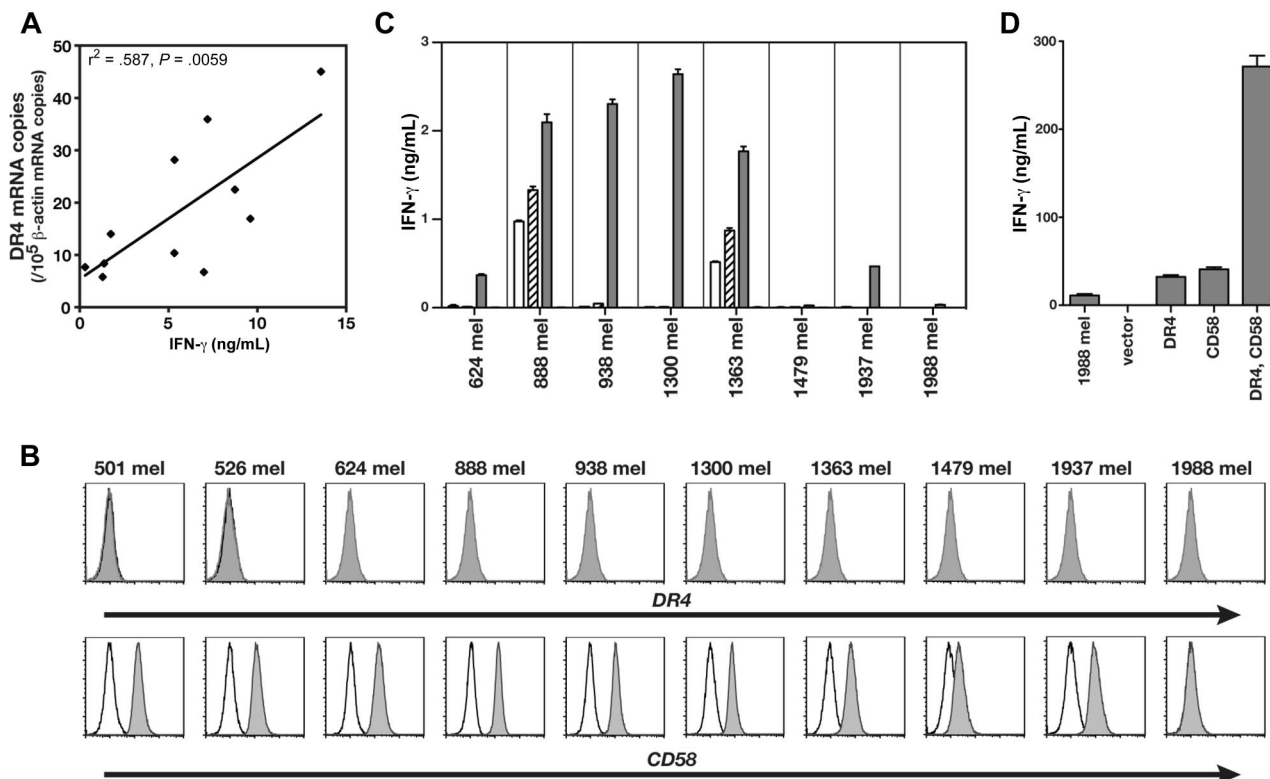 A
DR4 mRNA copies
(/10⁵ β-actin mRNA copies)
50
40
30
20
10
0
r² = .587, P = .0059
0
5
10
15
IFN-γ (ng/mL)
C
IFN-γ (ng/mL)
3
2
1
0
624 mel
888 mel
938 mel
1300 mel
1363 mel
1479 mel
1937 mel
1988 mel
D
IFN-γ (ng/mL)
300
200
100
0
1988 mel
vector
DR4
CD58
DR4, CD58
B
501 mel 526 mel 624 mel 888 mel 938 mel 1300 mel 1363 mel 1479 mel 1937 mel 1988 mel
DR4
CD58